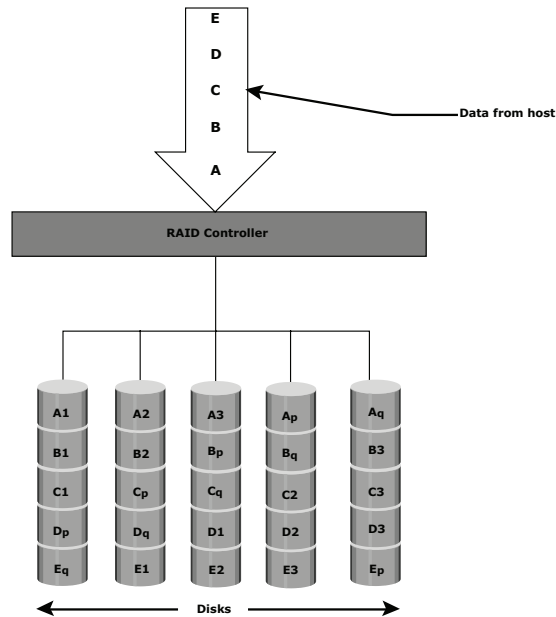 E
D
C
B
A
Data from host
RAID Controller
A1 A2 A3 Ap Aq
B1 B2 Bp Bq B3
C1 Cp Cq C2 C3
Dp Dq D1 D2 D3
Eq E1 E2 E3 Ep
Disks